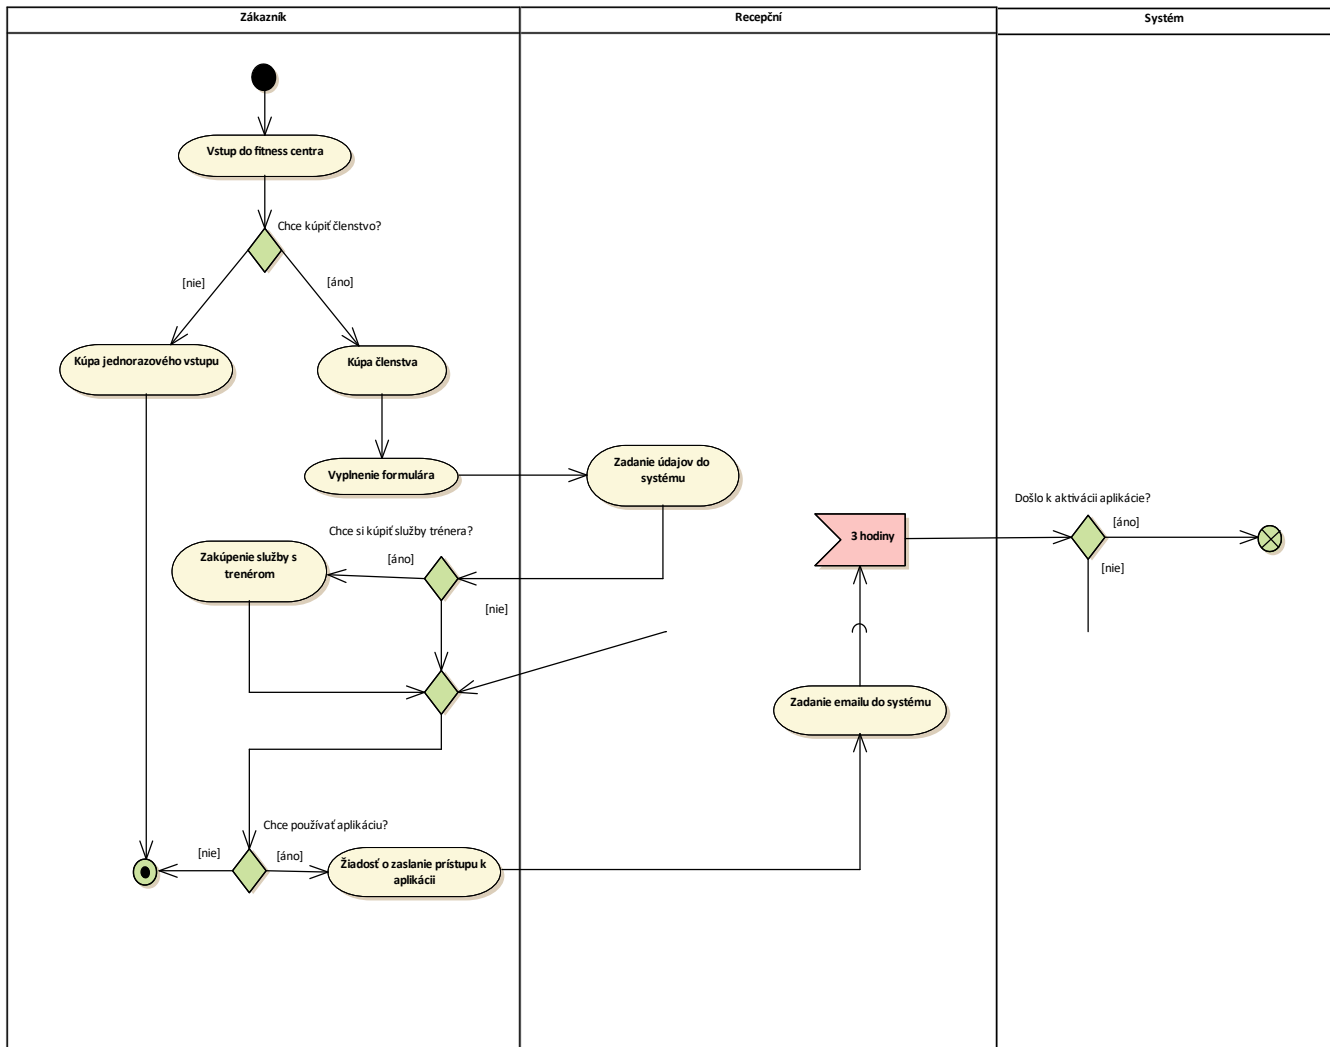 Zákazník
Recepční
Systém
Vstup do fitness centra
Chce kúpiť členstvo?
[nie]
[áno]
Kúpa jednorazového vstupu
Kúpa členstva
Vyplnenie formulára
Zadanie údajov do
systému
Chce si kúpiť služby trénera?
[áno]
Zakúpenie služby s
trenérom
[nie]
3 hodiny
Došlo k aktivácii aplikácie?
[áno]
[nie]
Zadanie emailu do systému
Chce používať aplikáciu?
[nie]
[áno]
Žiadosť o zaslanie prístupu k
aplikácii